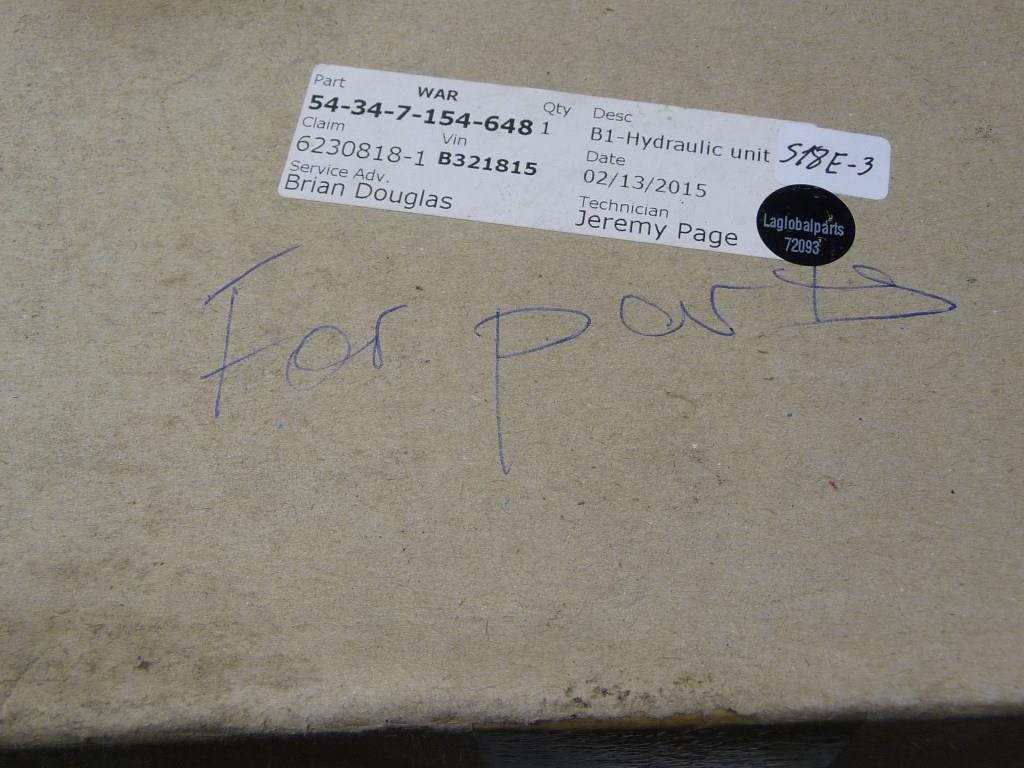 Part WAR Qty Desc
54-34-7-154-648 1 B1-Hydraulic unit
Claim Vin Date
6230818-1 B321815 02/13/2015
Service Adv. Technician
Brian Douglas Jeremy Page
S18E-3
Laglobalparts
72093
For parts